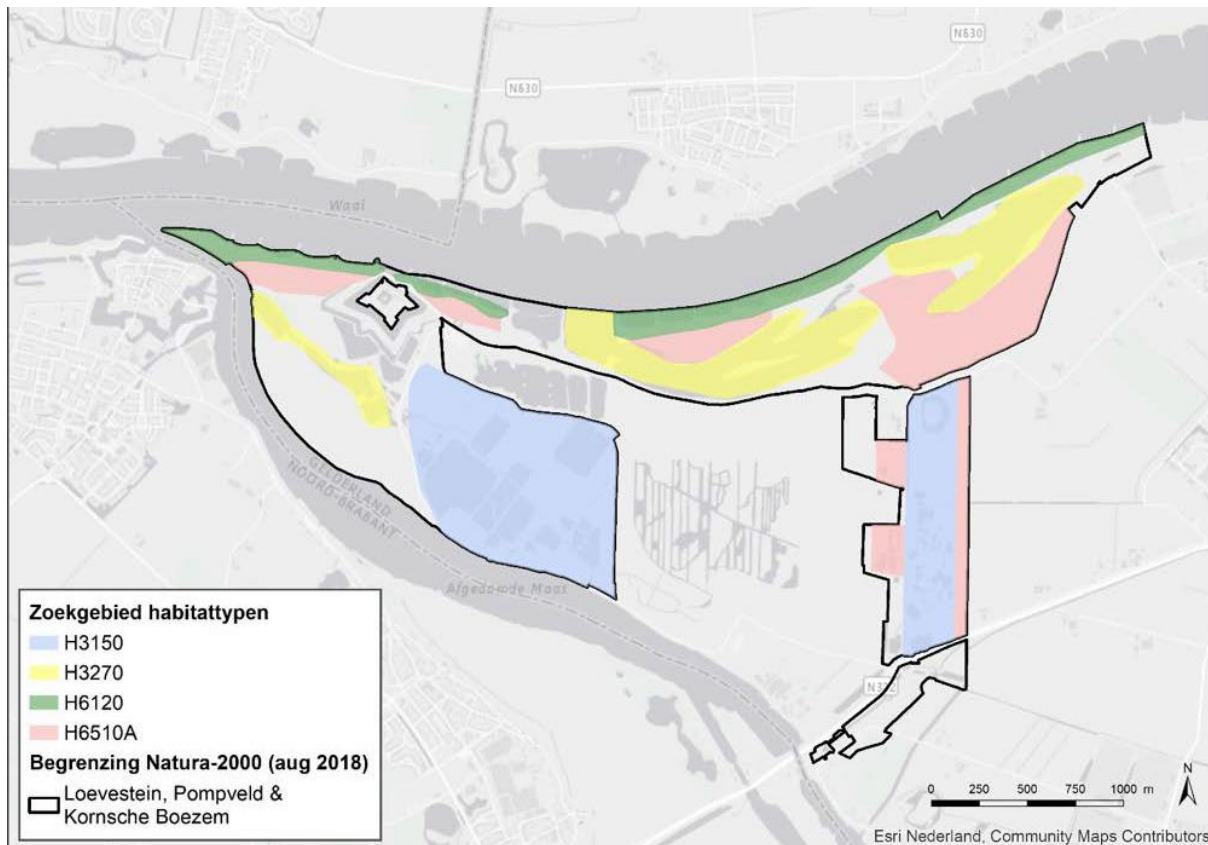 N630
N630
Waal
GELDERLAND
NOORD-BRABANT
Afgedamde Maas
N322
Zoekgebied habitattypen
H3150
H3270
H6120
H6510A
Begrenzing Natura-2000 (aug 2018)
Loevestein, Pompveld &
Kornsche Boezem
N
0 250 500 750 1000 m
Esri Nederland, Community Maps Contributors